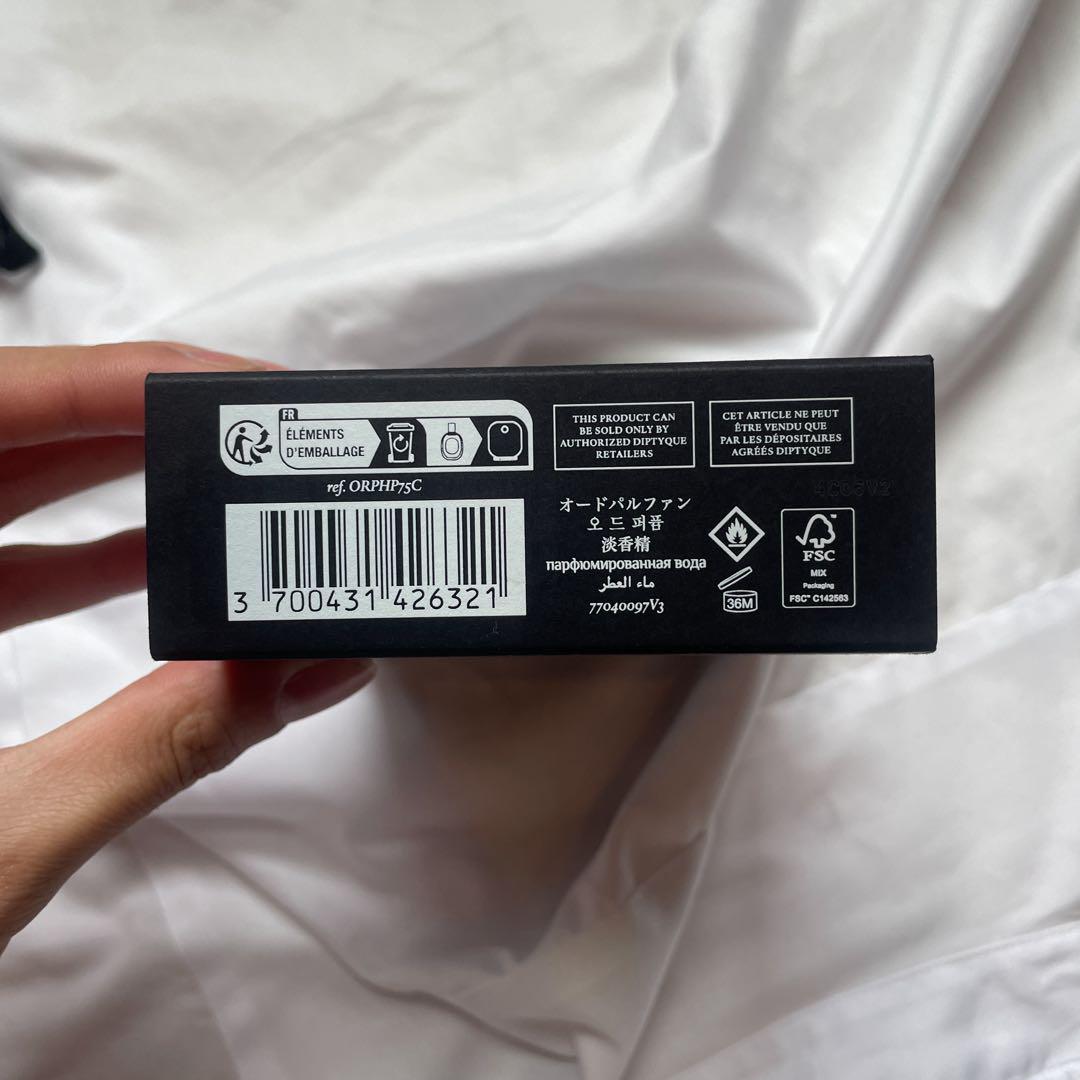 FR
ÉLÉMENTS
D'EMBALLAGE
ref. ORPHP75C
3 700431 426321
THIS PRODUCT CAN
BE SOLD ONLY BY
AUTHORIZED DIPTYQUE
RETAILERS
CET ARTICLE NE PEUT
ÊTRE VENDU QUE
PAR LES DÉPOSITAIRES
AGRÉÉS DIPTYQUE
オードパルファン
오 드 퍼퓸
淡香精
парфюмированная вода
ماء العطر
77040097V3
36M
FSC
MIX
Packaging
FSC™ C142563